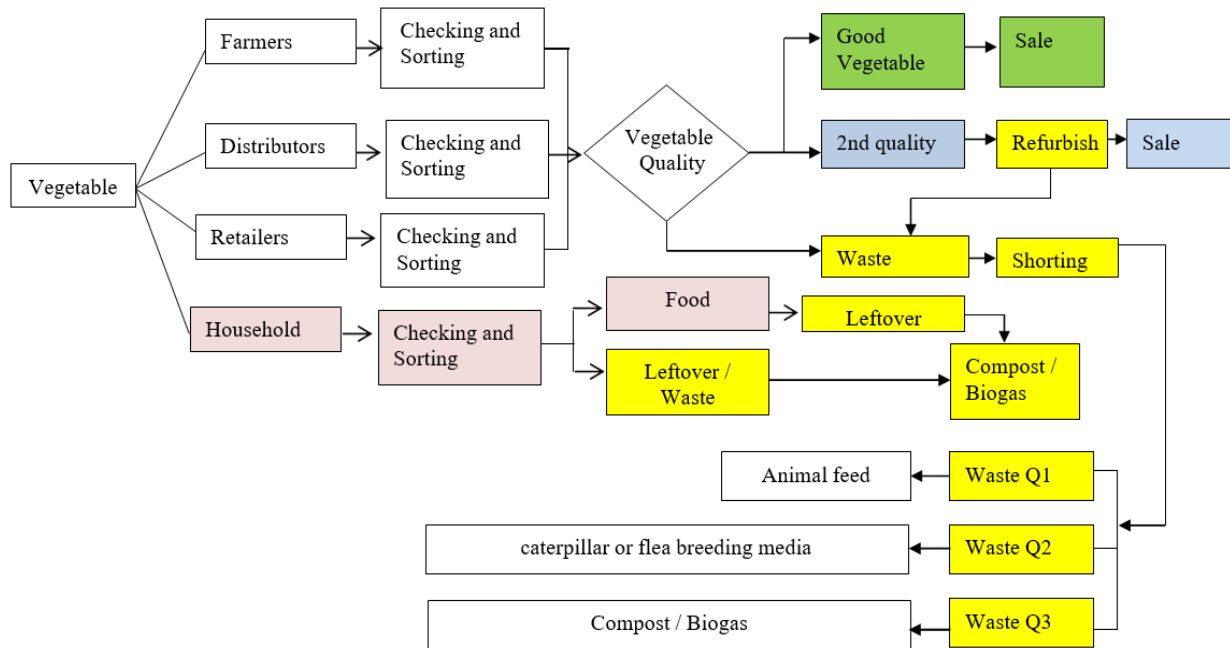 Farmers
Checking and
Sorting
Good
Vegetable
Sale
Distributors
Checking and
Sorting
Vegetable
Quality
2nd quality
Refurbish
Sale
Vegetable
Retailers
Checking and
Sorting
Waste
Shorting
Household
Checking and
Sorting
Food
Leftover
Leftover /
Waste
Compost /
Biogas
Animal feed
Waste Q1
caterpillar or flea breeding media
Waste Q2
Compost / Biogas
Waste Q3